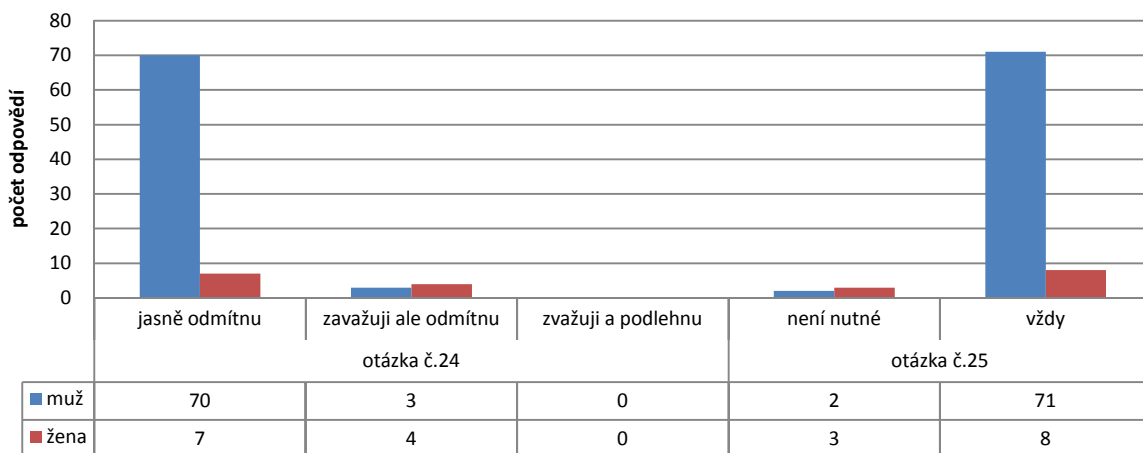 počet odpovědí
80
70
60
50
40
30
20
10
0
jasně odmítnu zavažuji ale odmítnu zvažuji a podlehnu není nutné vždy
otázka č.24 otázka č.25
muž 70 3 0 2 71
žena 7 4 0 3 8